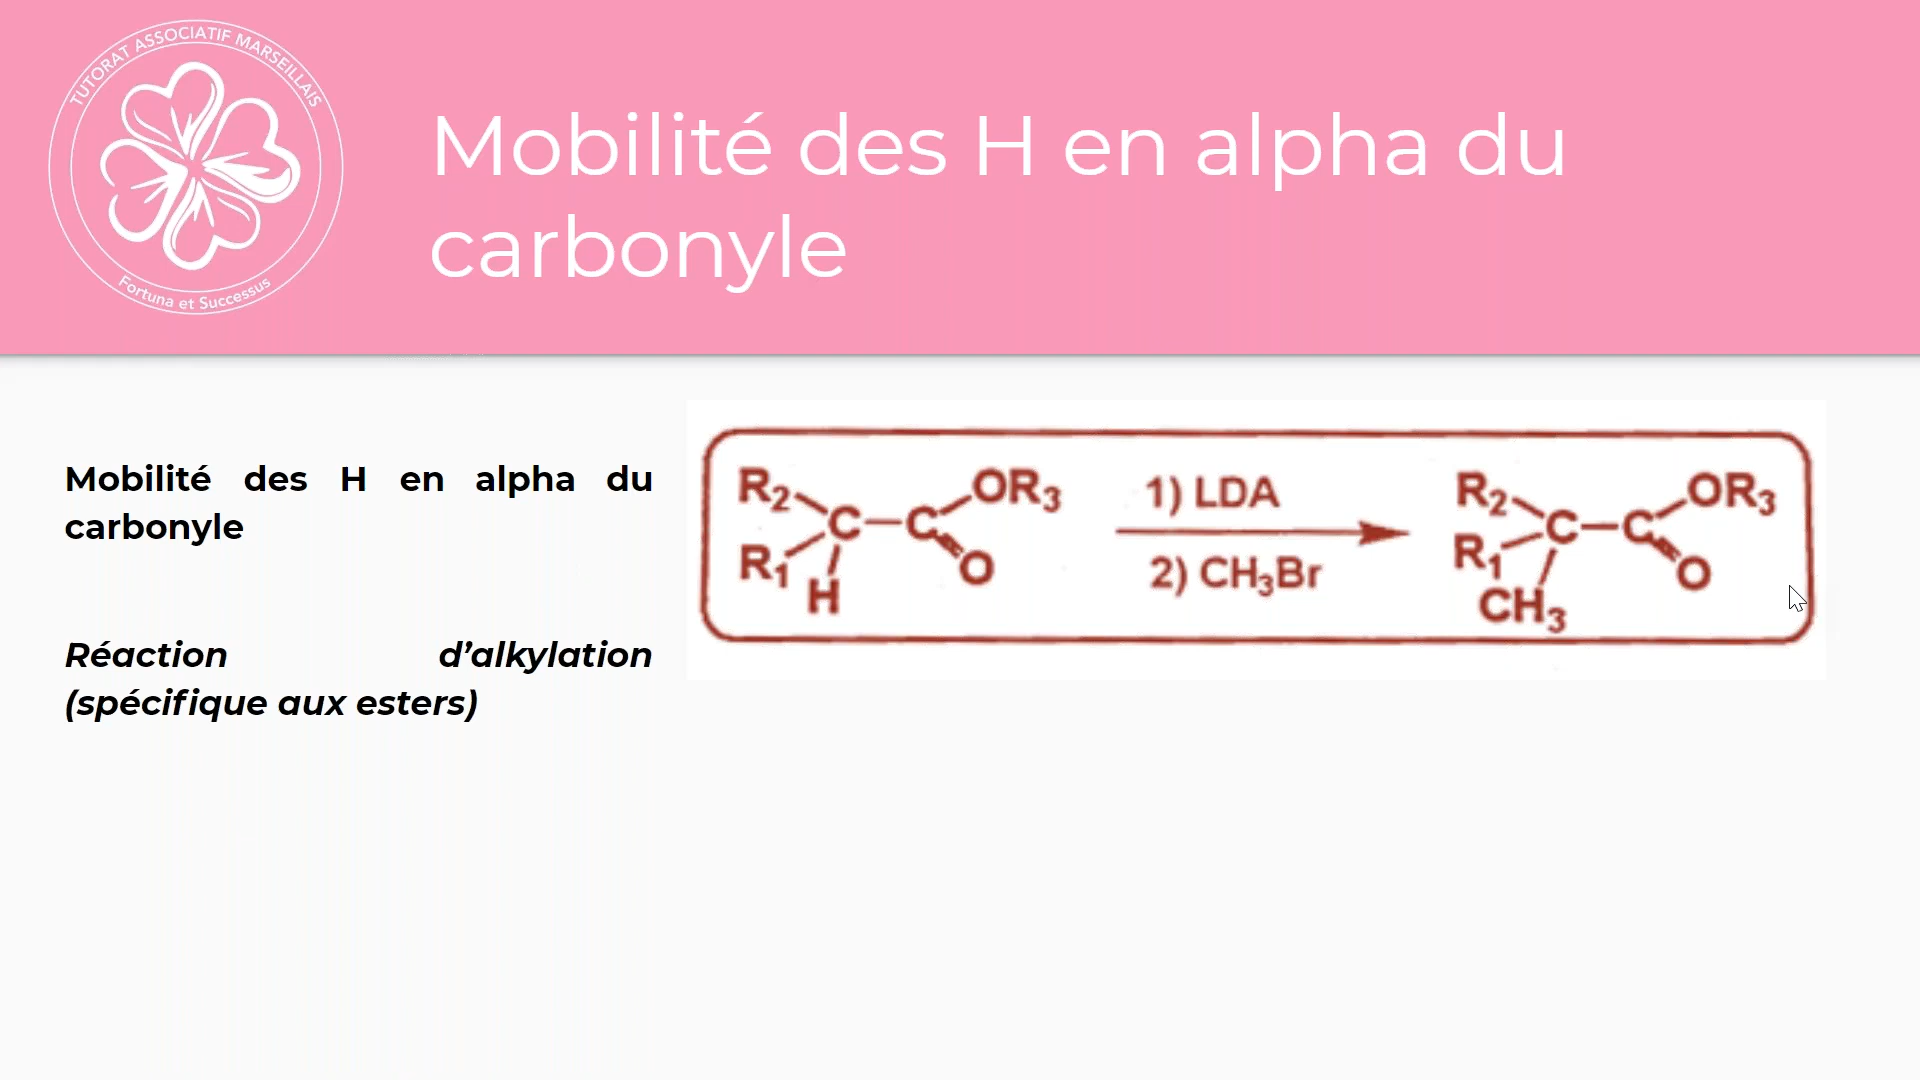 TUTORAT ASSOCIATIF MARSEILLAIS
Fortuna et Successus
Mobilité des H en alpha du
carbonyle
Mobilité des H en alpha du
carbonyle
Réaction d’alkylation
(spécifique aux esters)
R₂ C C OR₃
R₁ H O
1) LDA
2) CH₃Br
R₂ C C OR₃
R₁ CH₃ O